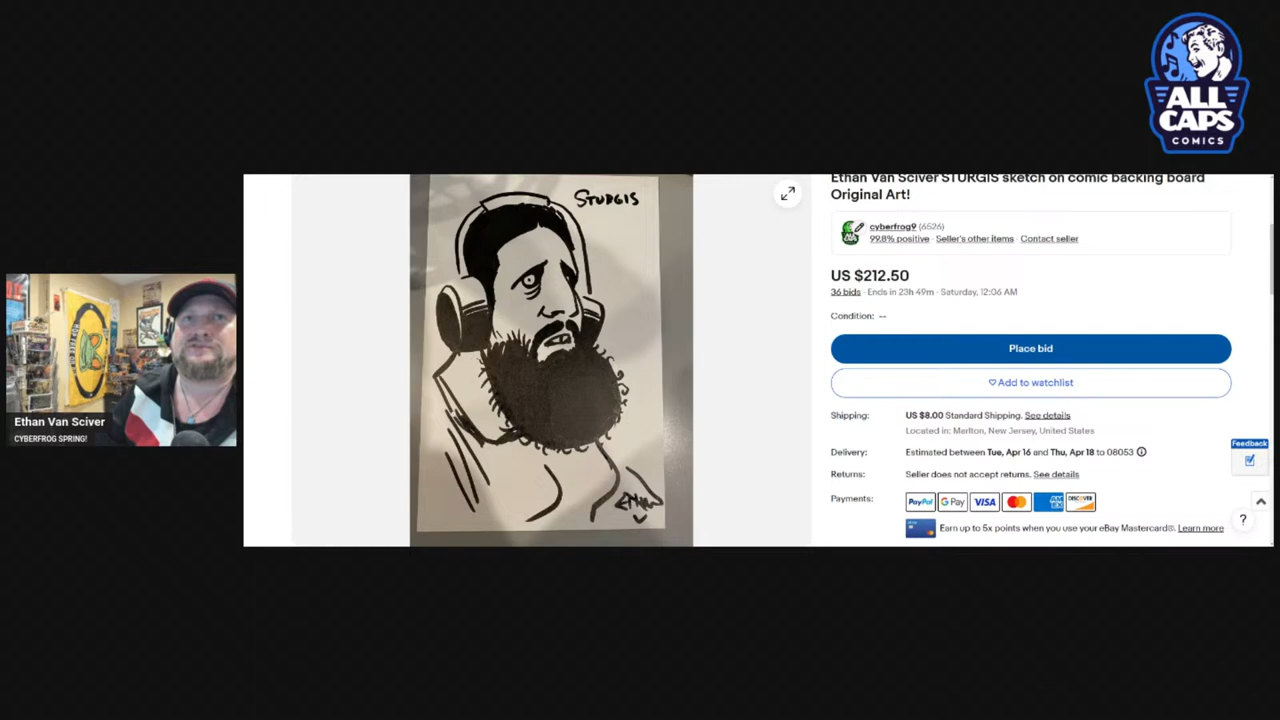 ALL
CAPS
COMICS
Ethan Van Sciver STURGIS sketch on comic backing board
Original Art!
STURGIS
cyberfrog9 (6526)
99.8% positive · Seller's other items · Contact seller
US $212.50
36 bids · Ends in 23h 49m · Saturday, 12:06 AM
Condition: --
Place bid
Add to watchlist
Shipping: US $8.00 Standard Shipping. See details
Located in: Marlton, New Jersey, United States
Delivery: Estimated between Tue, Apr 16 and Thu, Apr 18 to 08053
Returns: Seller does not accept returns. See details
Payments: PayPal G Pay VISA AM EX DISCOVER
Earn up to 5x points when you use your eBay Mastercard®. Learn more
Feedback
?
ETHAN
Ethan Van Sciver
CYBERFROG SPRING!